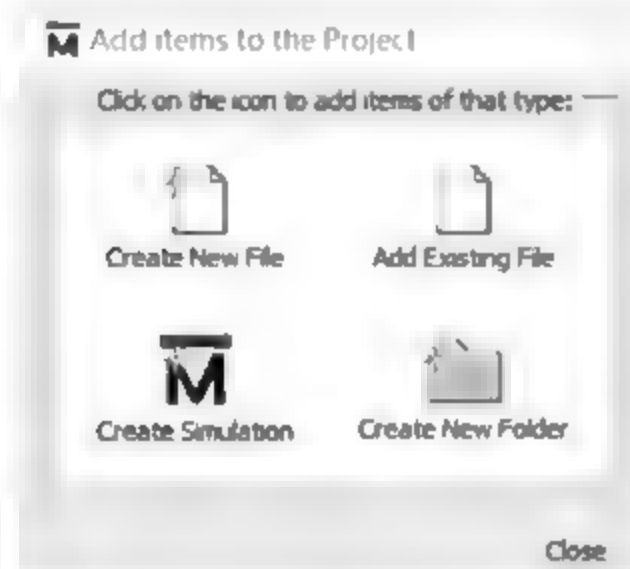 Add items to the Project
Click on the icon to add items of that type:
Create New File
Add Existing File
Create Simulation
Create New Folder
Close